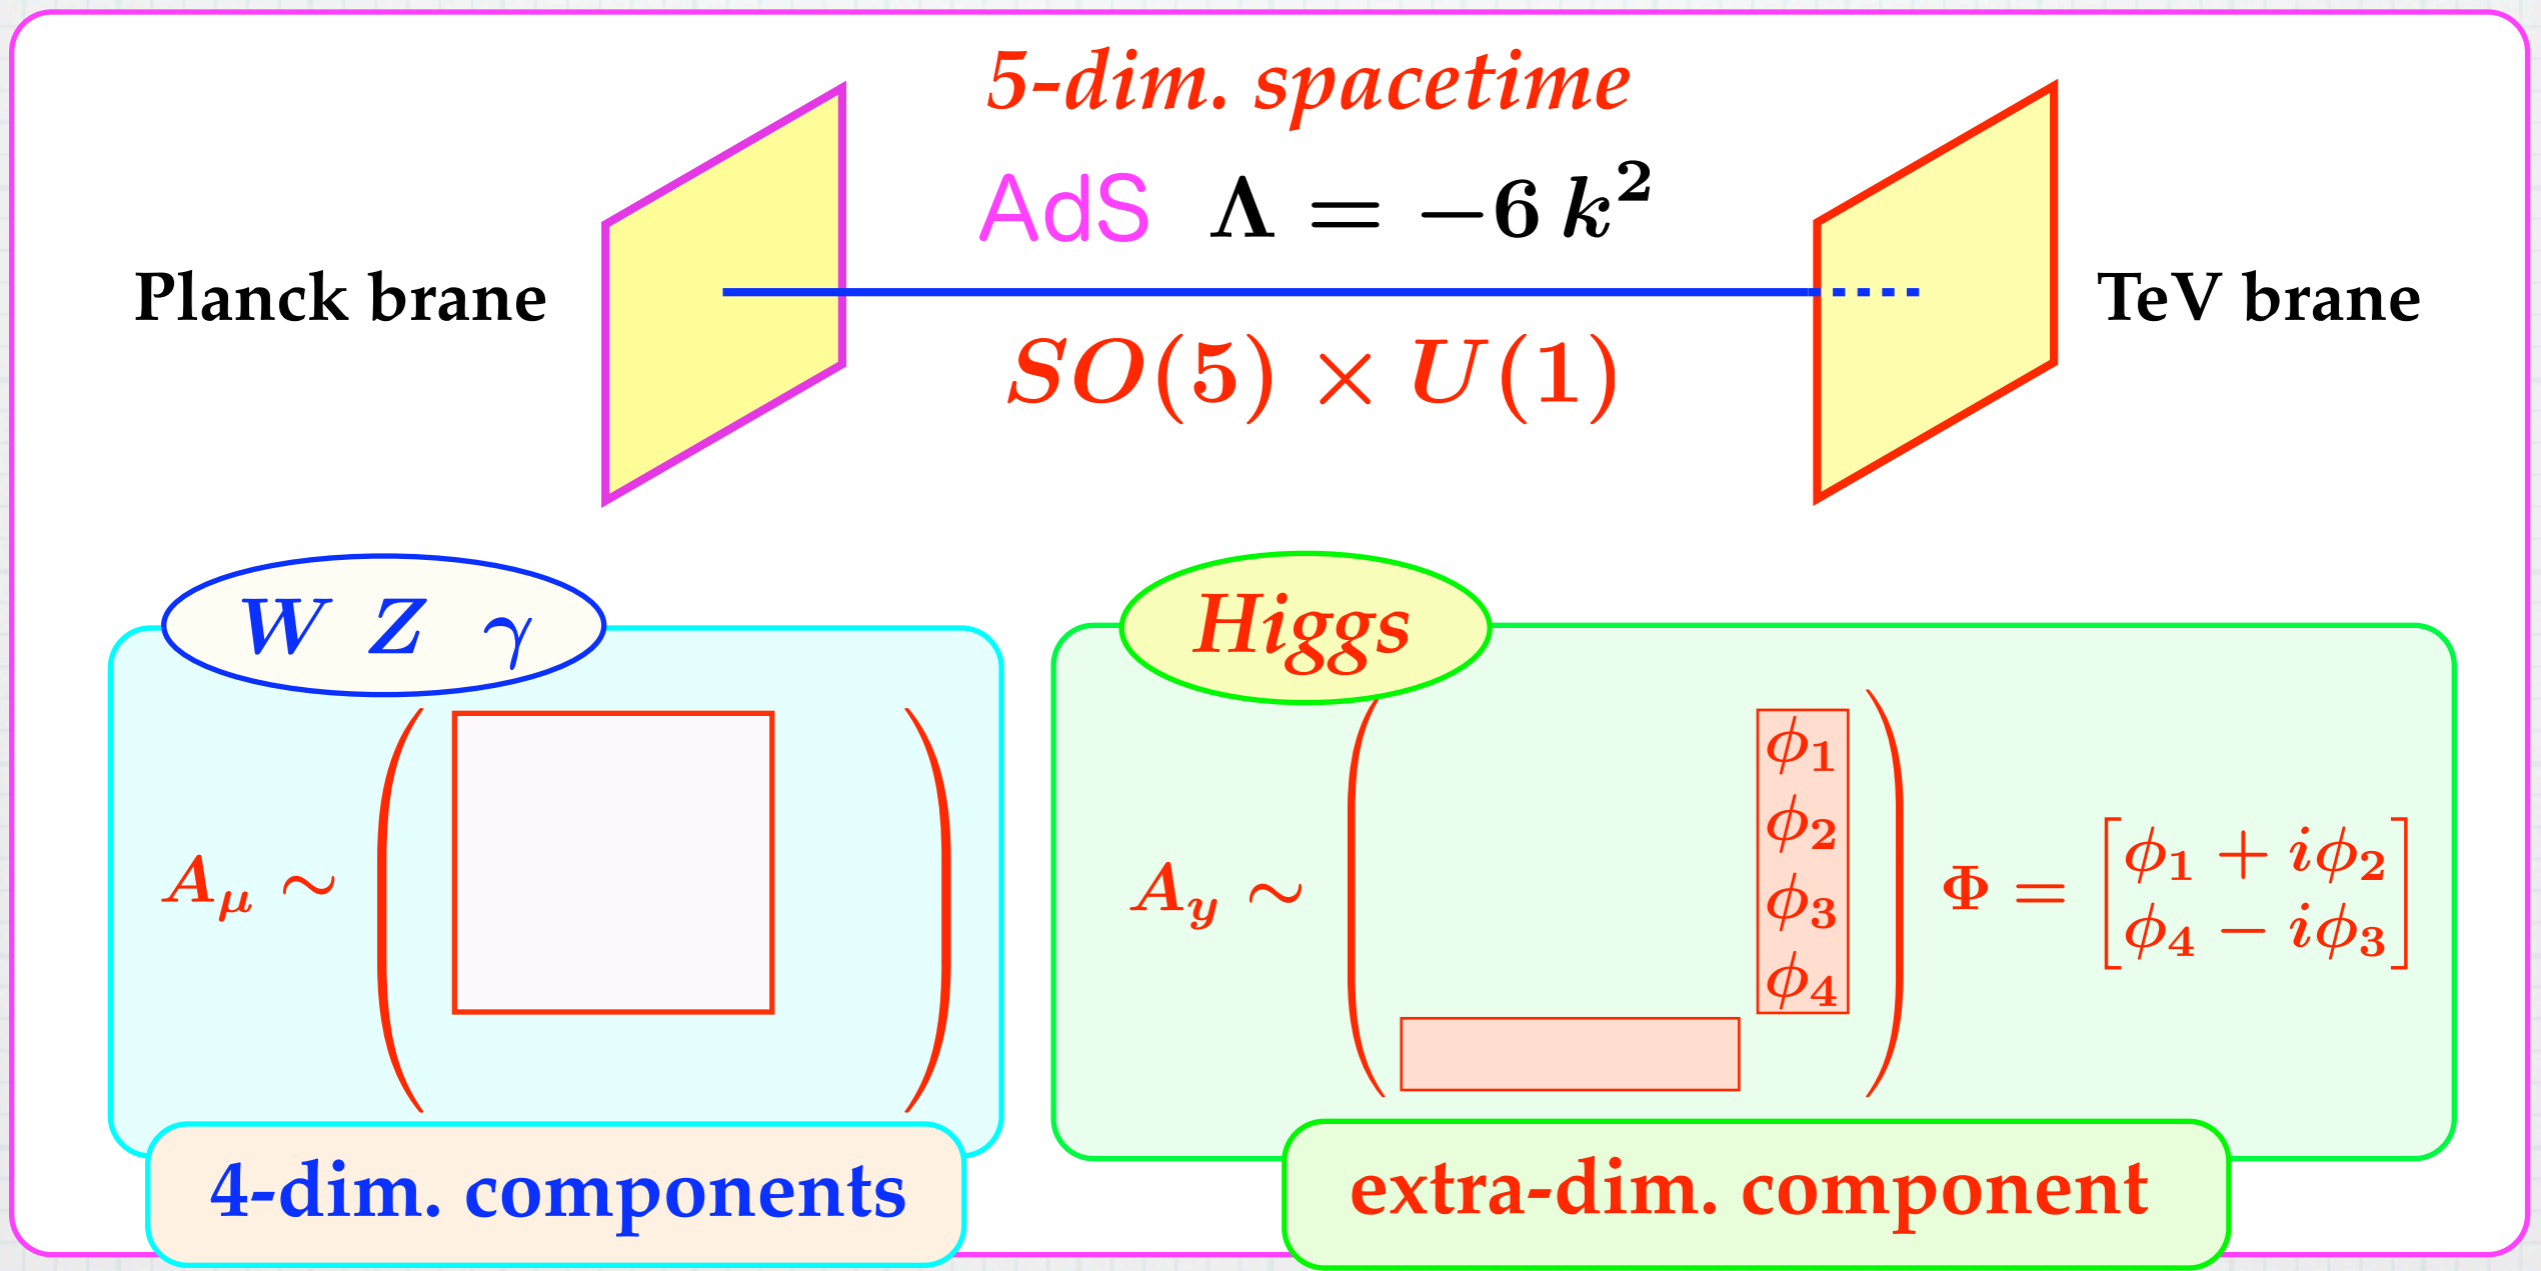 5-dim. spacetime
AdS Λ = −6 k²
Planck brane
TeV brane
SO(5) × U(1)
W Z γ
Higgs
A_μ ∼
A_y ∼
ϕ₁
ϕ₂
ϕ₃
ϕ₄
Φ = [ϕ₁ + iϕ₂
ϕ₄ − iϕ₃]
4-dim. components
extra-dim. component